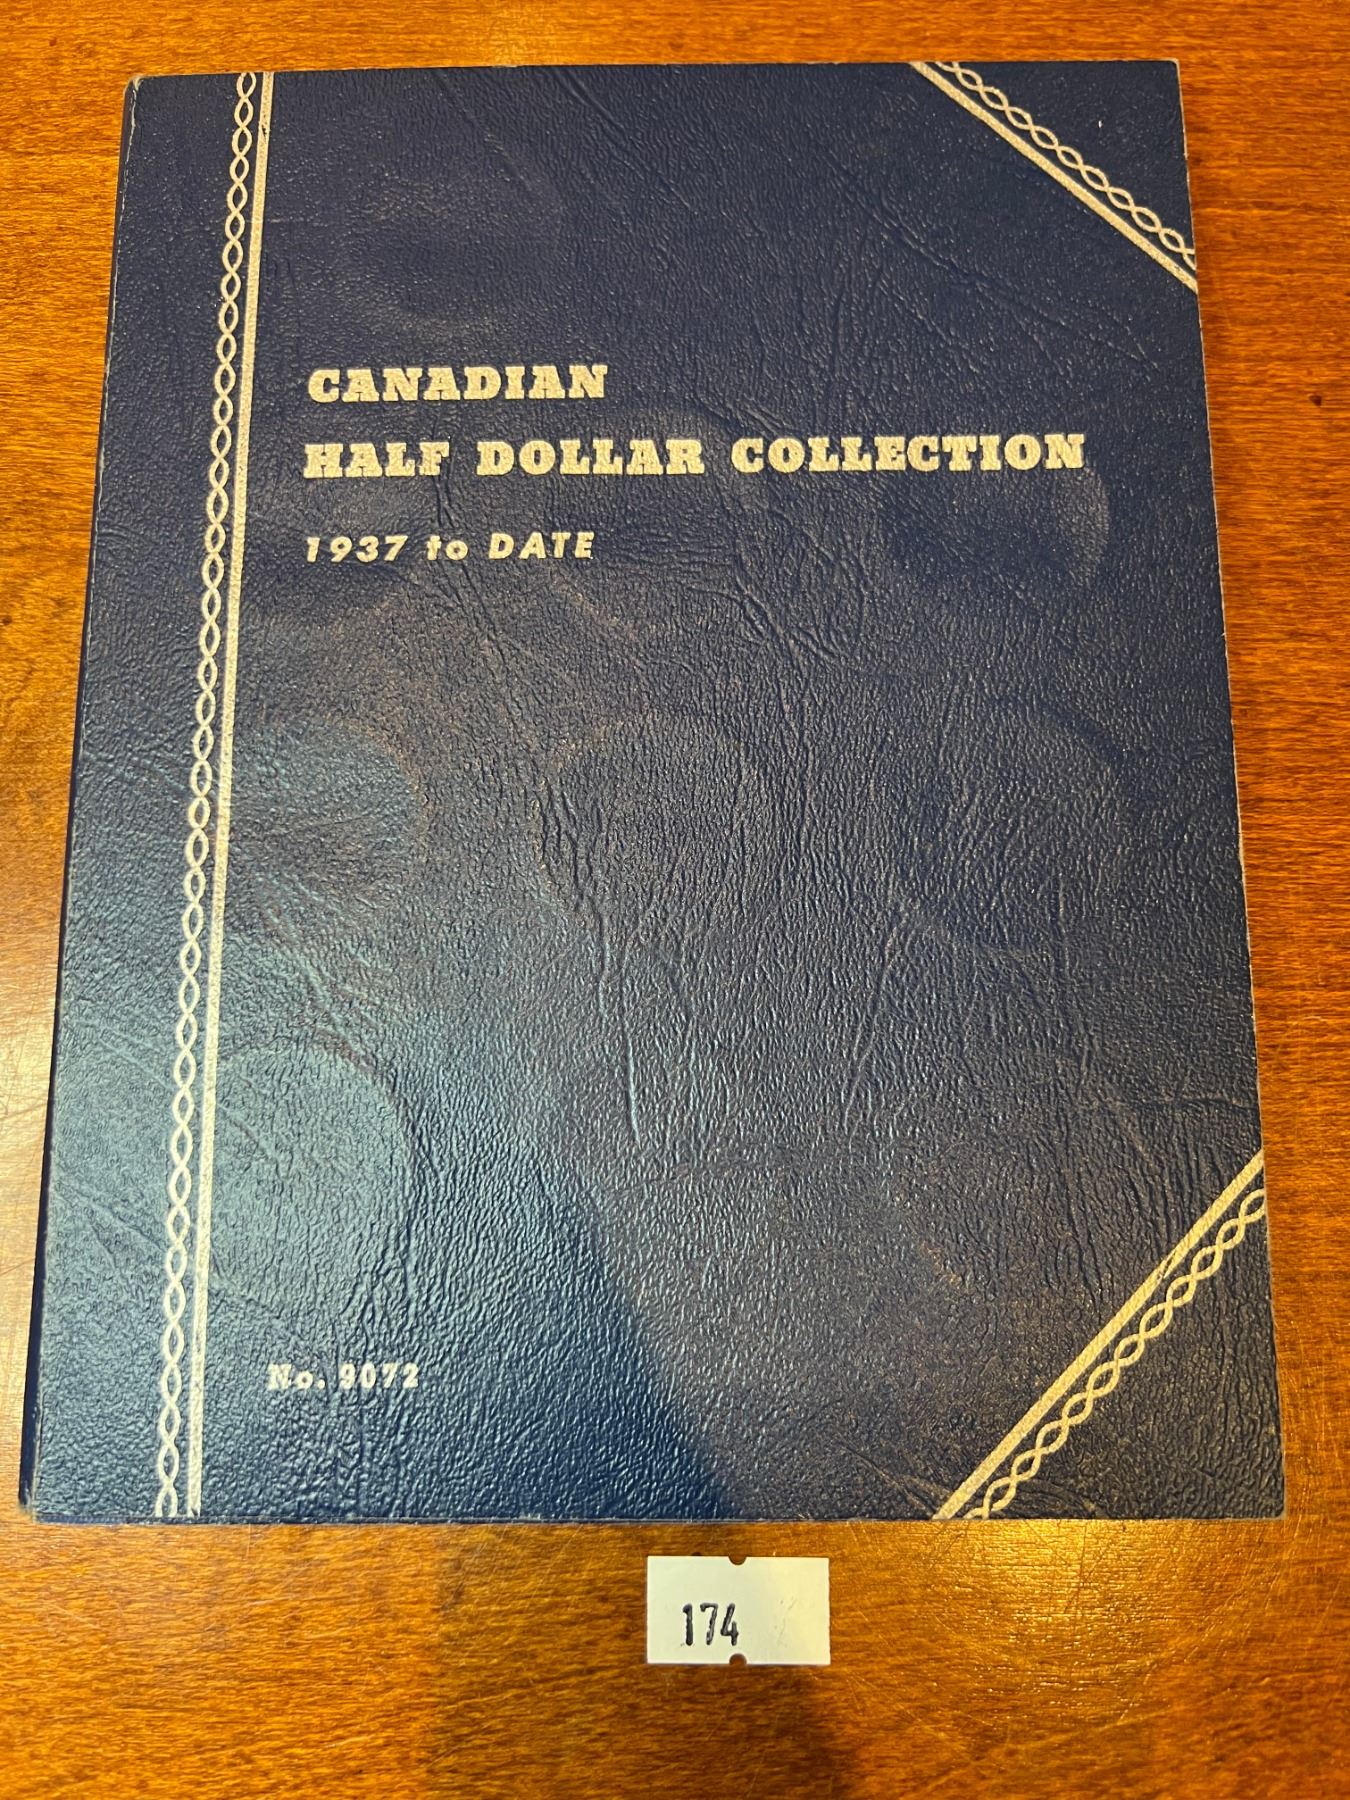 CANADIAN
HALF DOLLAR COLLECTION
1937 to DATE
No. 9072
174